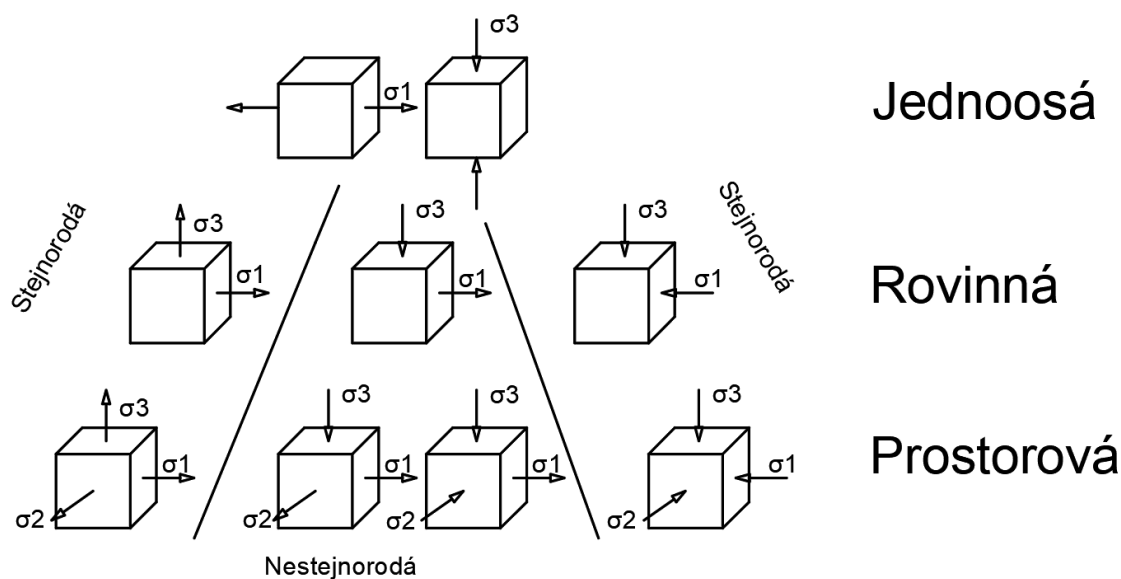 σ3
σ1
Jednoosá
Stejnorodá
σ3
σ1
σ3
σ1
σ3
σ1
Stejnorodá
Rovinná
σ3
σ1
σ2
σ3
σ1
σ2
σ3
σ1
σ2
σ3
σ1
σ2
Prostorová
Nestejnorodá